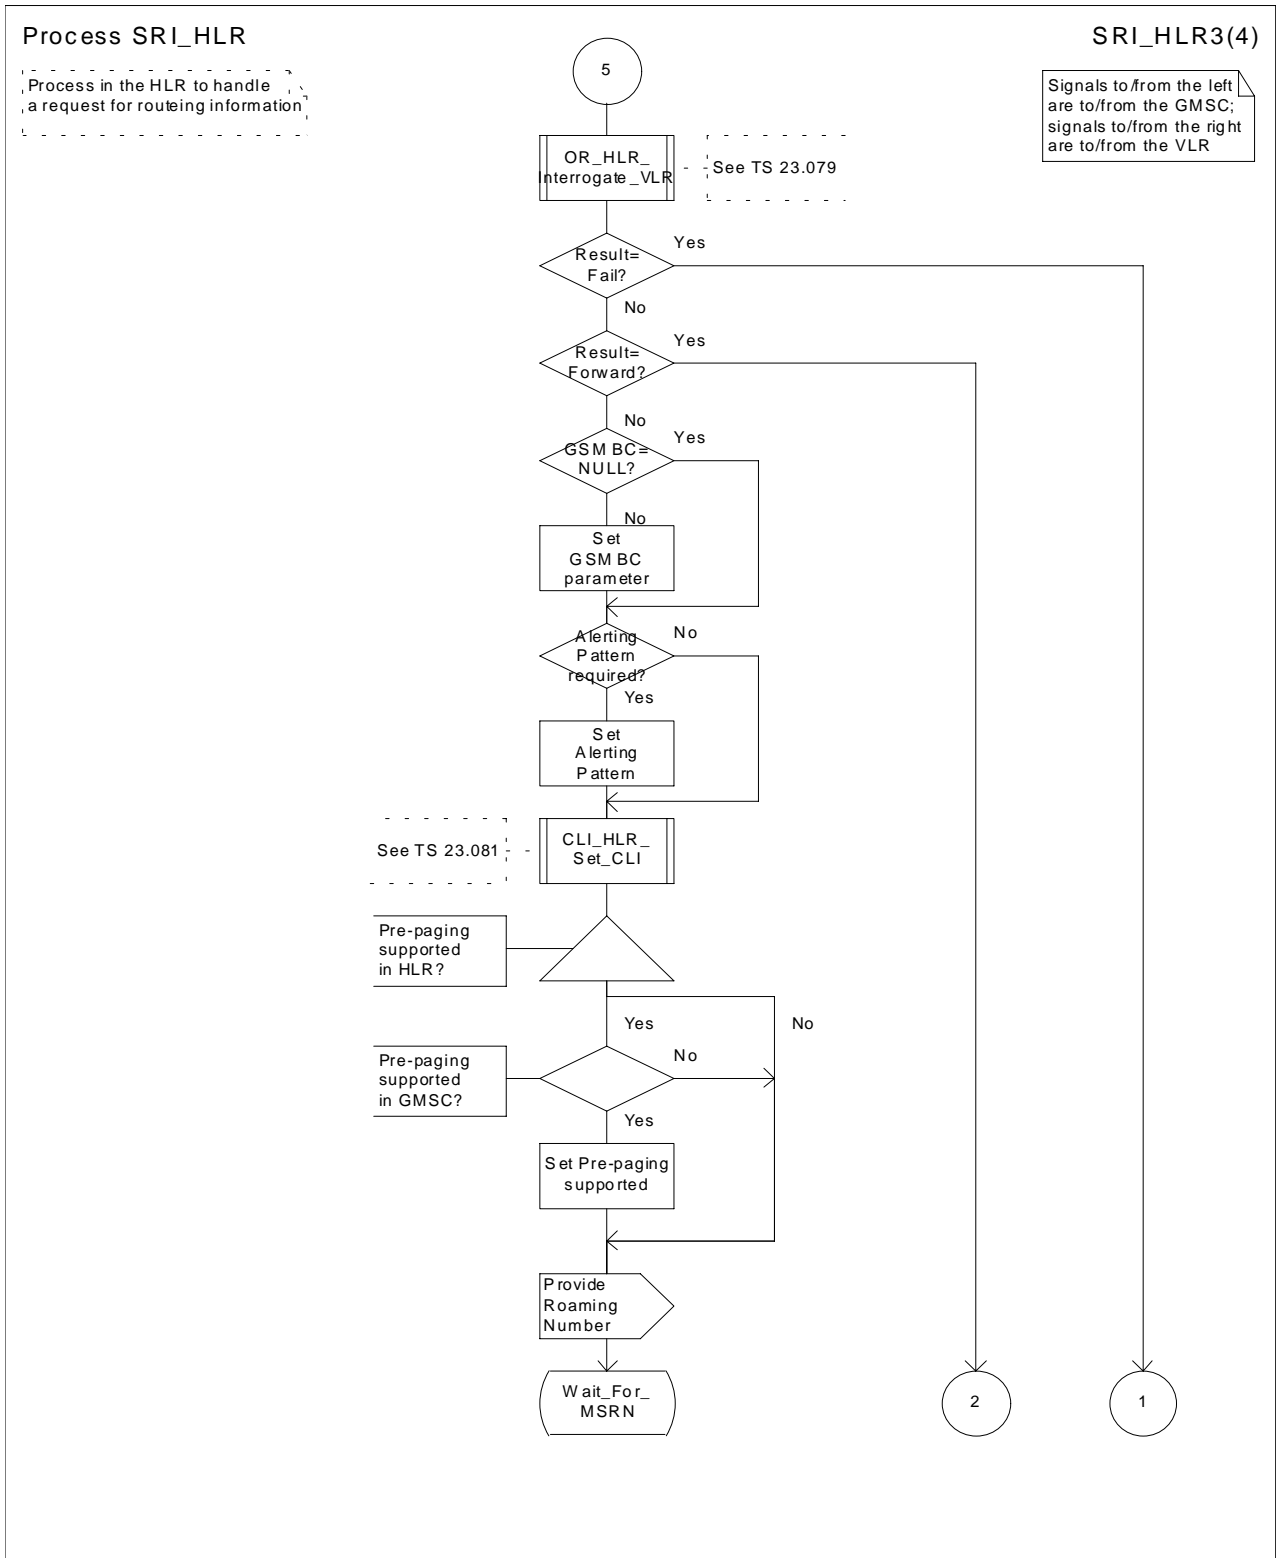 Process SRI_HLR
SRI_HLR3(4)
Process in the HLR to handle
a request for routeing information
Signals to/from the left
are to/from the GMSC;
signals to/from the right
are to/from the VLR
5
OR_HLR_
Interrogate_VLR
See TS 23.079
Result=
Fail?
Yes
No
Result=
Forward?
Yes
No
GSM BC=
NULL?
Yes
No
Set
GSM BC
parameter
Alerting
Pattern
required?
No
Yes
Set
Alerting
Pattern
See TS 23.081
CLI_HLR_
Set_CLI
Pre-paging
supported
in HLR?
Yes
No
Pre-paging
supported
in GMSC?
No
Yes
Set Pre-paging
supported
Provide
Roaming
Number
Wait_For_
MSRN
2
1